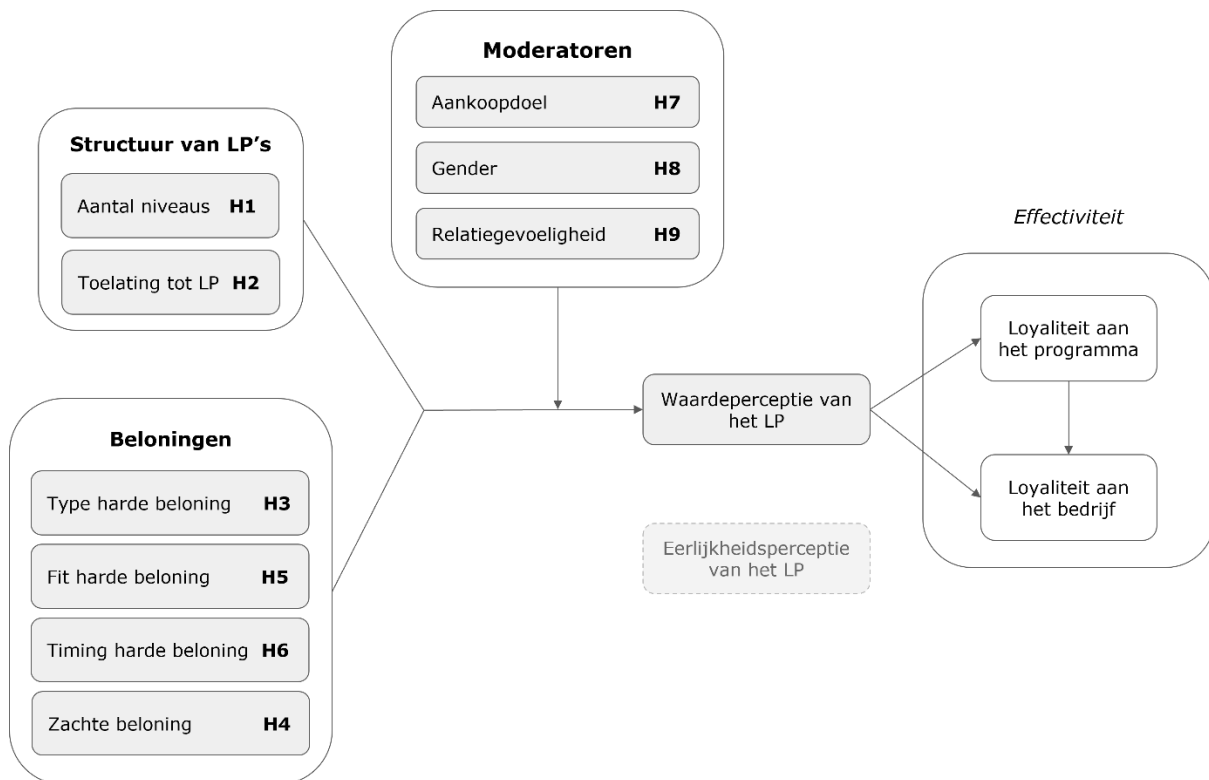 Moderatoren
Aankoopdoel H7
Gender H8
Relatiegevoeligheid H9
Structuur van LP’s
Aantal niveaus H1
Toelating tot LP H2
Beloningen
Type harde beloning H3
Fit harde beloning H5
Timing harde beloning H6
Zachte beloning H4
Waardeperceptie van
het LP
Eerlijkheidsperceptie
van het LP
Effectiviteit
Loyaliteit aan
het programma
Loyaliteit aan
het bedrijf